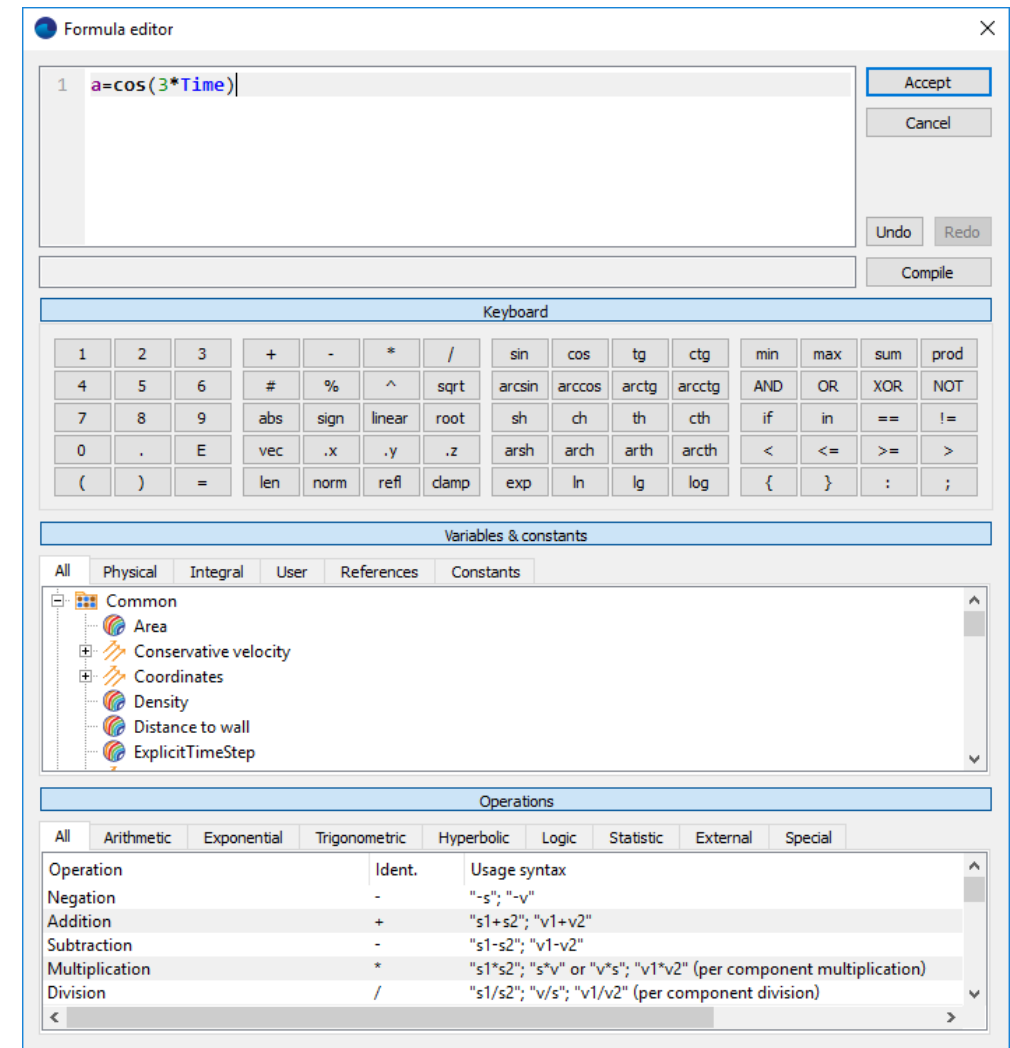 Formula editor
1 a=cos(3*Time)
Accept
Cancel
Undo Redo
Compile
Keyboard
1 2 3 + - * / sin cos tg ctg min max sum prod
4 5 6 # % ^ sqrt arcsin arccos arctg arcctg AND OR XOR NOT
7 8 9 abs sign linear root sh ch th cth if in == !=
0 . E vec .x .y .z arsh arch arth arcth < <= >= >
( ) = len norm refl clamp exp ln lg log { } : ;
Variables & constants
All Physical Integral User References Constants
Common
Area
Conservative velocity
Coordinates
Density
Distance to wall
ExplicitTimeStep
Operations
All Arithmetic Exponential Trigonometric Hyperbolic Logic Statistic External Special
Operation Ident. Usage syntax
Negation - "-s"; "-v"
Addition + "s1+s2"; "v1+v2"
Subtraction - "s1-s2"; "v1-v2"
Multiplication * "s1*s2"; "s*v" or "v*s"; "v1*v2" (per component multiplication)
Division / "s1/s2"; "v/s"; "v1/v2" (per component division)